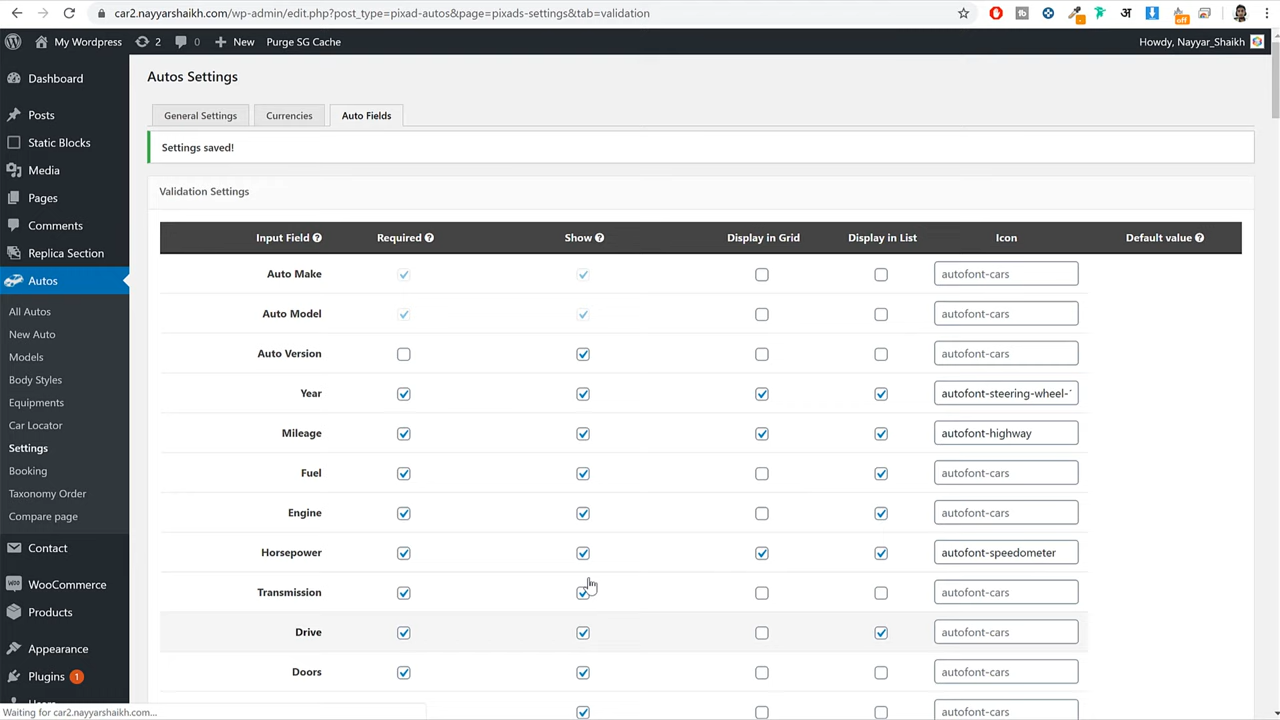 car2.nayyarshaikh.com/wp-admin/edit.php?post_type=pixad-autos&page=pixads-settings&tab=validation
off
My Wordpress 2 0 New Purge SG Cache Howdy, Nayyar_Shaikh
Dashboard
Posts
Static Blocks
Media
Pages
Comments
Replica Section
Autos
All Autos
New Auto
Models
Body Styles
Equipments
Car Locator
Settings
Booking
Taxonomy Order
Compare page
Contact
WooCommerce
Products
Appearance
Plugins 1
Autos Settings
General Settings Currencies Auto Fields
Settings saved!
Validation Settings
Input Field Required Show Display in Grid Display in List Icon Default value
Auto Make autofont-cars
Auto Model autofont-cars
Auto Version autofont-cars
Year autofont-steering-wheel-
Mileage autofont-highway
Fuel autofont-cars
Engine autofont-cars
Horsepower autofont-speedometer
Transmission autofont-cars
Drive autofont-cars
Doors autofont-cars
autofont-cars
Waiting for car2.nayyarshaikh.com...